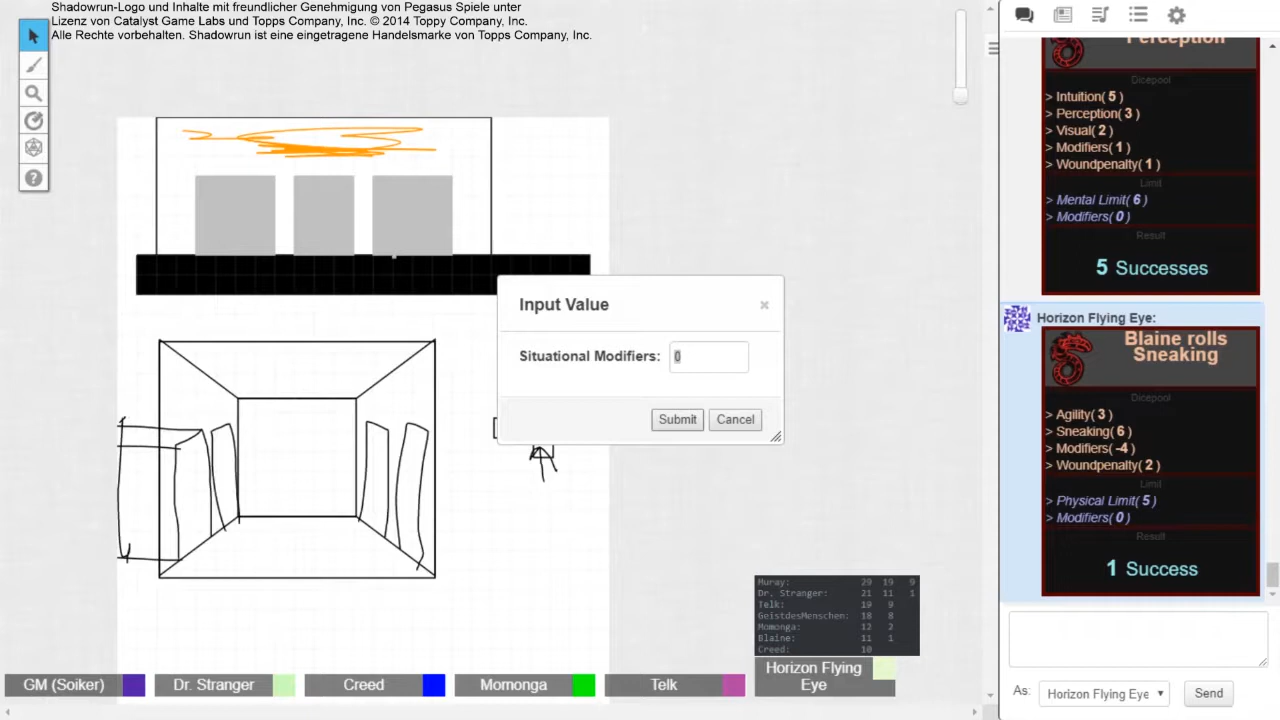 Shadowrun-Logo und Inhalte mit freundlicher Genehmigung von Pegasus Spiele unter
Lizenz von Catalyst Game Labs und Topps Company, Inc. © 2014 Topps Company, Inc.
Alle Rechte vorbehalten. Shadowrun ist eine eingetragene Handelsmarke von Topps Company, Inc.
Input Value
×
Situational Modifiers: 0
Submit Cancel
Muray: 29 19 9
Dr. Stranger: 21 11 1
Telk: 19 9
GeistdesMenschen: 18 8
Momonga: 12 2
Blaine: 11 1
Creed: 10
GM (Soiker)
Dr. Stranger
Creed
Momonga
Telk
Horizon Flying
Eye
Perception
Dicepool
> Intuition( 5 )
> Perception( 3 )
> Visual( 2 )
> Modifiers( 1 )
> Woundpenalty( 1 )
Limit
> Mental Limit( 6 )
> Modifiers( 0 )
Result
5 Successes
Horizon Flying Eye:
Blaine rolls
Sneaking
Dicepool
> Agility( 3 )
> Sneaking( 6 )
> Modifiers( -4 )
> Woundpenalty( 2 )
Limit
> Physical Limit( 5 )
> Modifiers( 0 )
Result
1 Success
As: Horizon Flying Eye Send